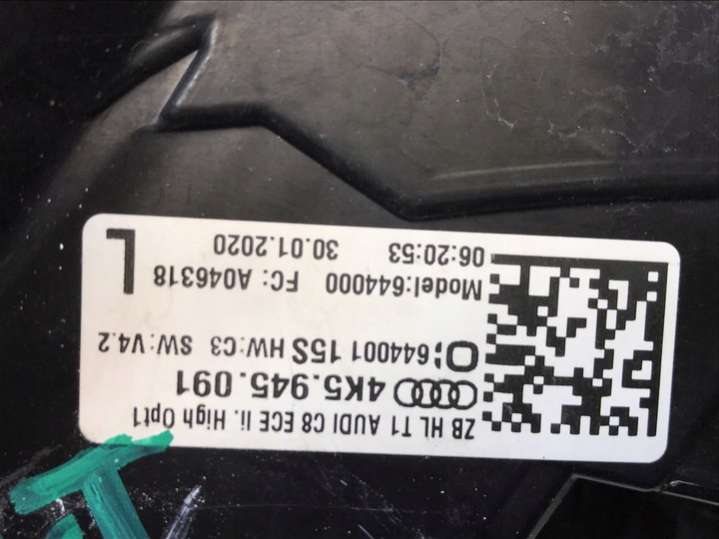 ZB HL T1 AUDI C8 ECE li. High Opt1
4K5.945.091
O;644001 15S HW:C3 SW:V4.2
Model:644000 FC: A046318
06:20:53 30.01.2020
L